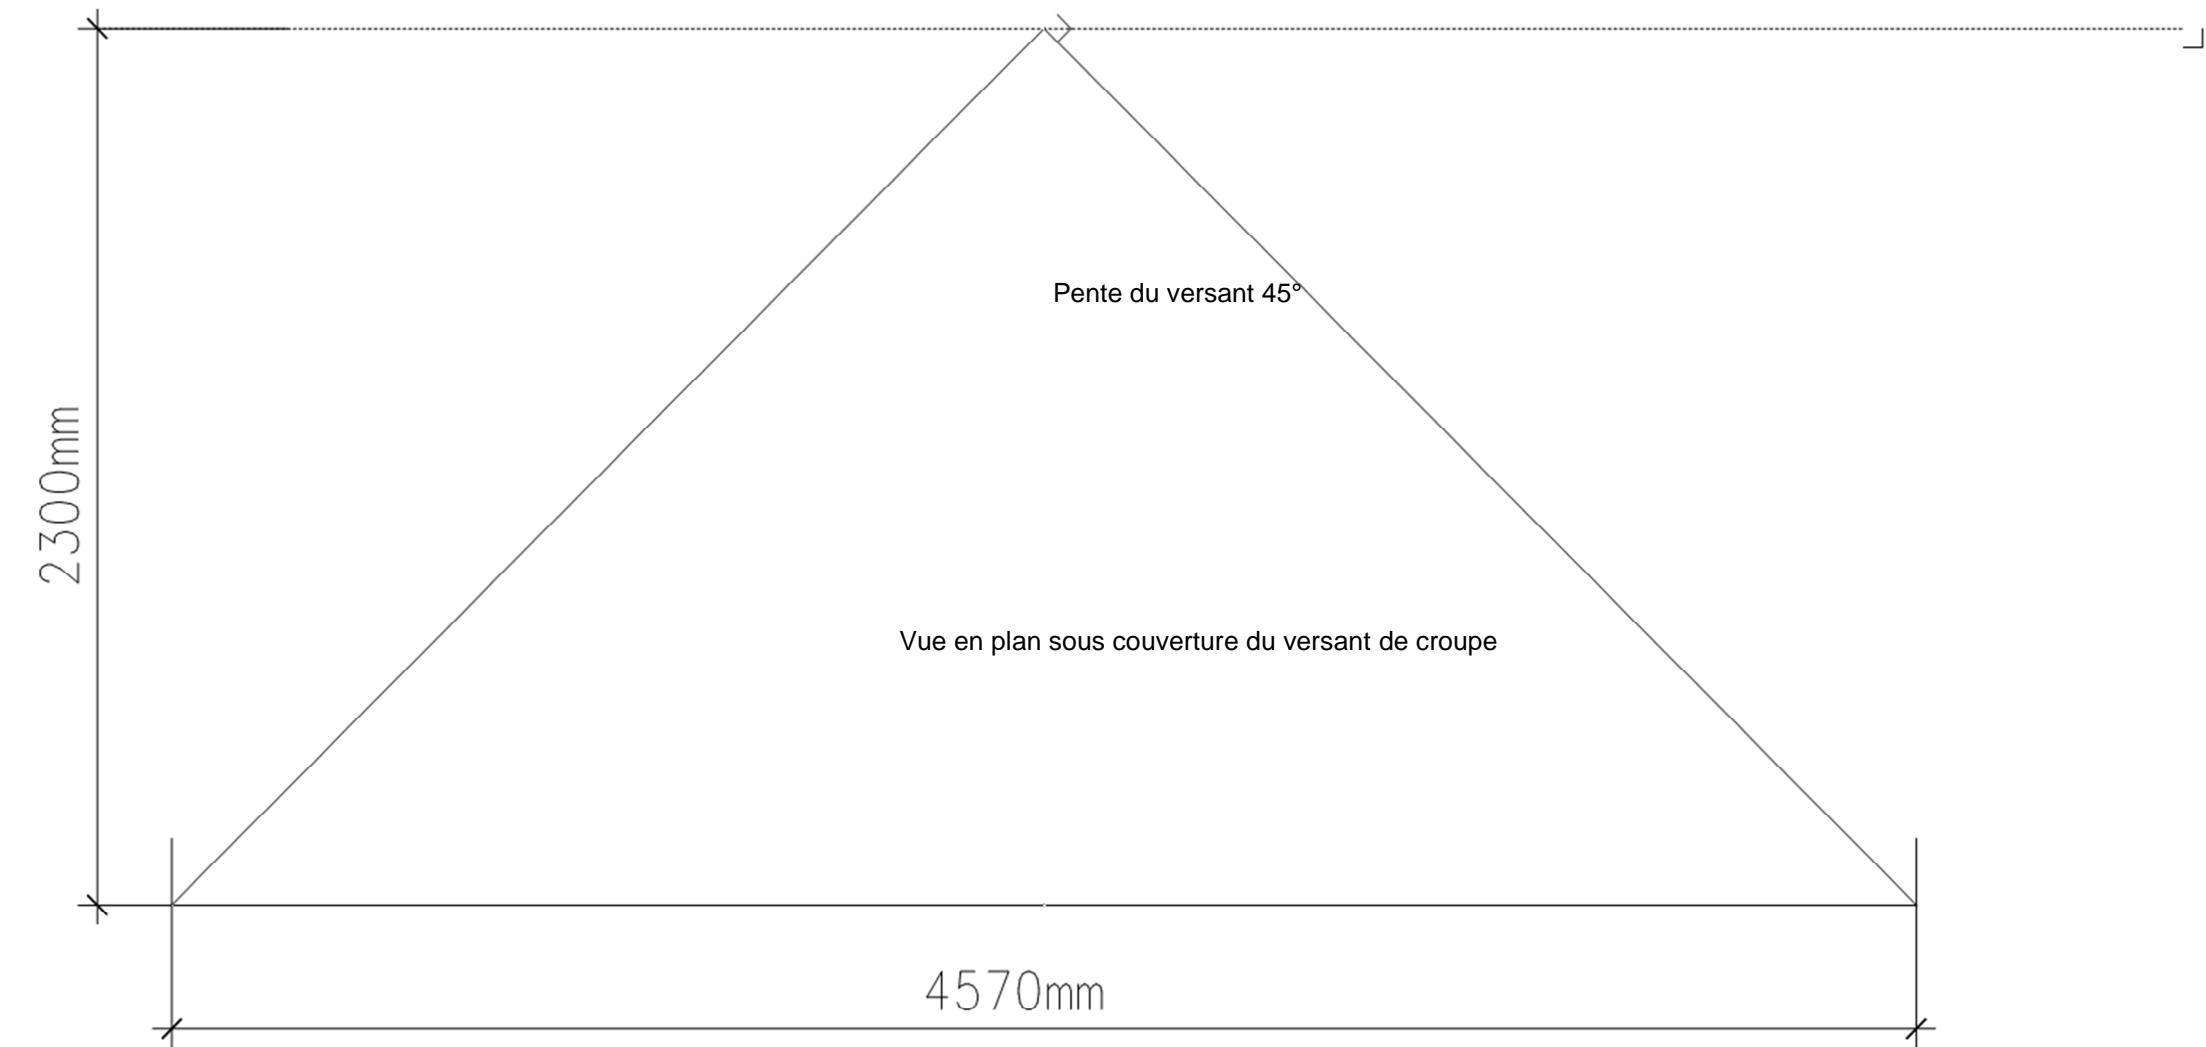 Pente du versant 45°
2300mm
Vue en plan sous couverture du versant de croupe
4570mm